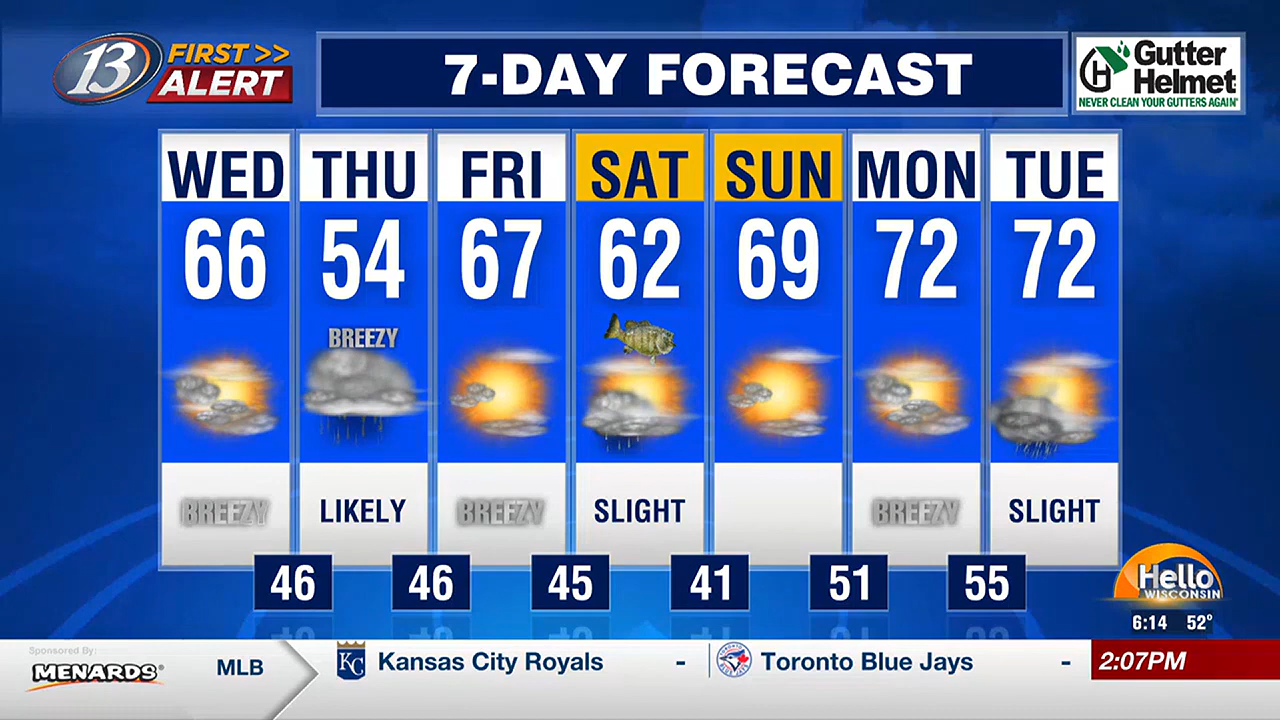 13 FIRST >>
ALERT
7-DAY FORECAST
Gutter
Helmet
NEVER CLEAN YOUR GUTTERS AGAIN®
WED THU FRI SAT SUN MON TUE
66 54 67 62 69 72 72
BREEZY
BREEZY LIKELY BREEZY SLIGHT BREEZY SLIGHT
46 46 45 41 51 55
Hello
WISCONSIN
6:14 52°
Sponsored By:
MENARDS®
MLB KC Kansas City Royals - Toronto Blue Jays - 2:07PM